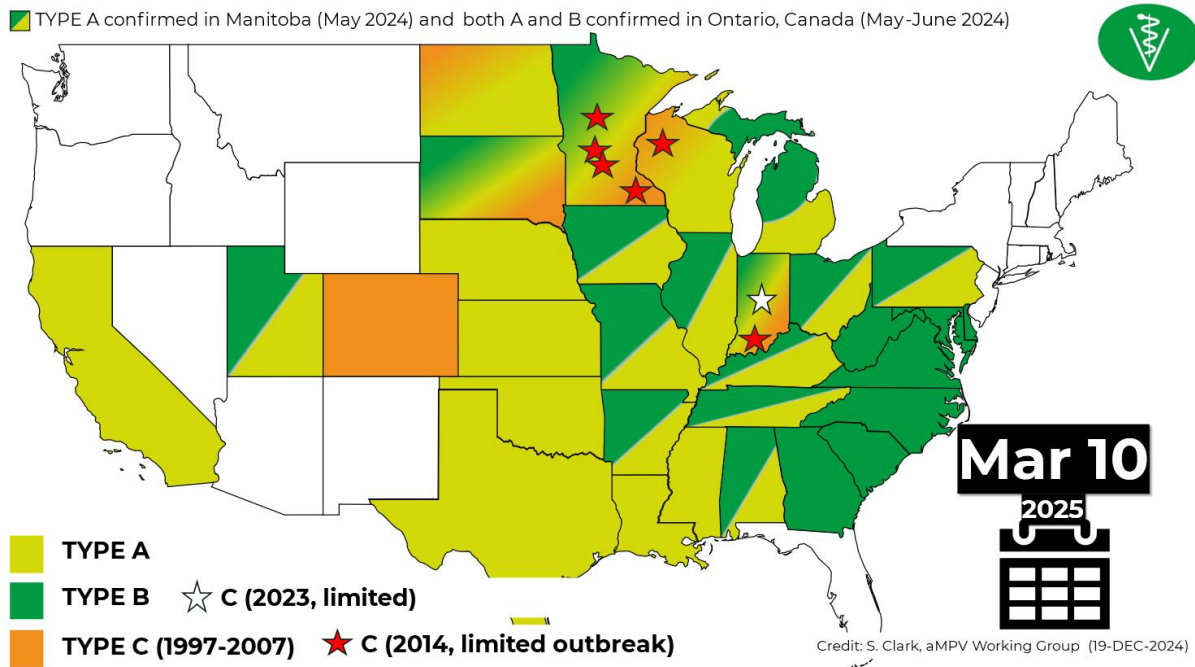 TYPE A confirmed in Manitoba (May 2024) and both A and B confirmed in Ontario, Canada (May-June 2024)
Mar 10
2025
TYPE A
TYPE B
C (2023, limited)
TYPE C (1997-2007)
C (2014, limited outbreak)
Credit: S. Clark, aMPV Working Group (19-DEC-2024)